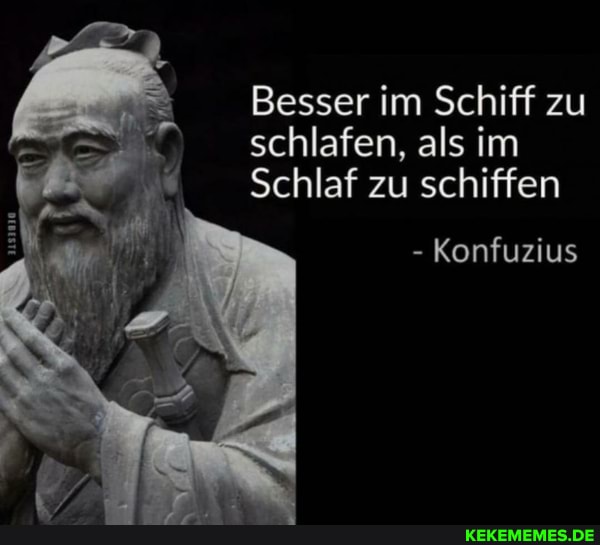 Besser im Schiff zu
schlafen, als im
Schlaf zu schiffen
- Konfuzius
DEBESTE
KEKEMEMES.DE